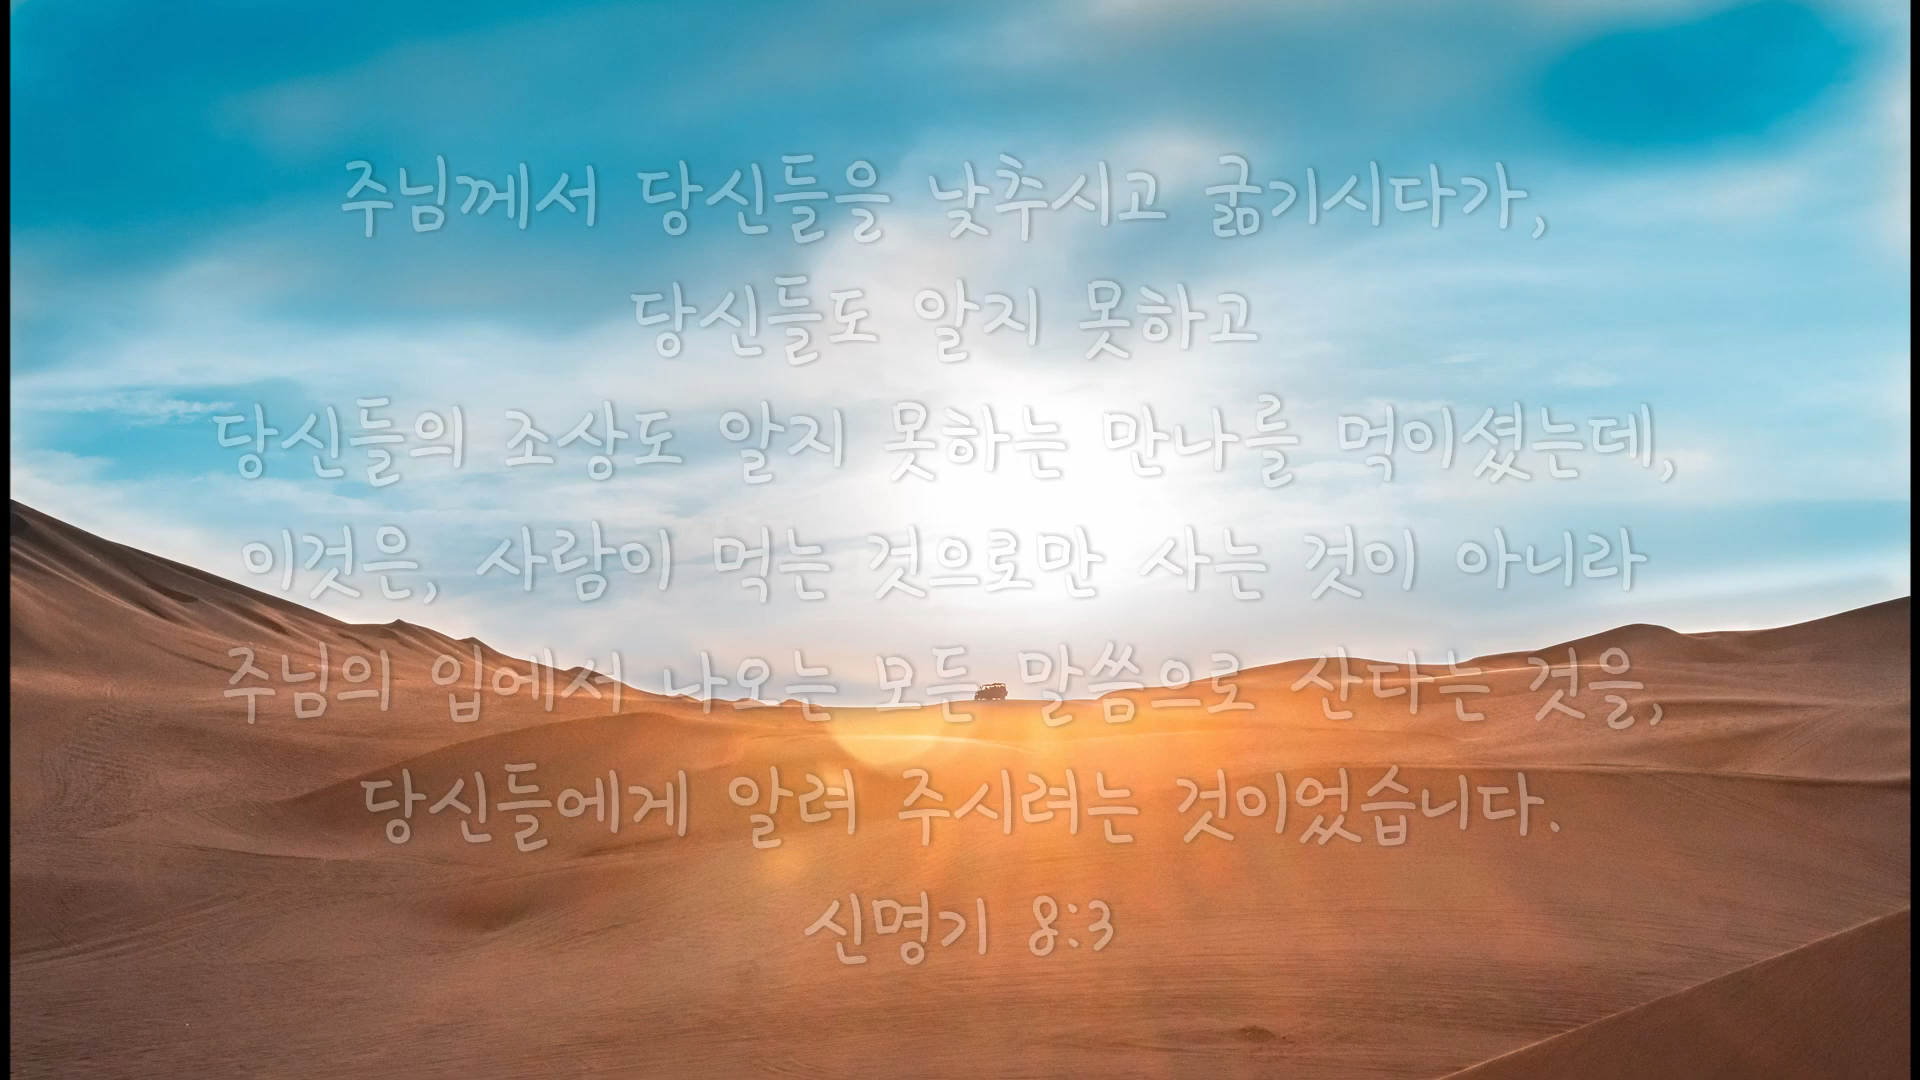 주님께서 당신들을 낮추시고 굶기시다가,
당신들도 알지 못하고
당신들의 조상도 알지 못하는 만나를 먹이셨는데,
이것은, 사람이 먹는 것으로만 사는 것이 아니라
주님의 입에서 나오는 모든 말씀으로 산다는 것을,
당신들에게 알려 주시려는 것이었습니다.
신명기 8:3